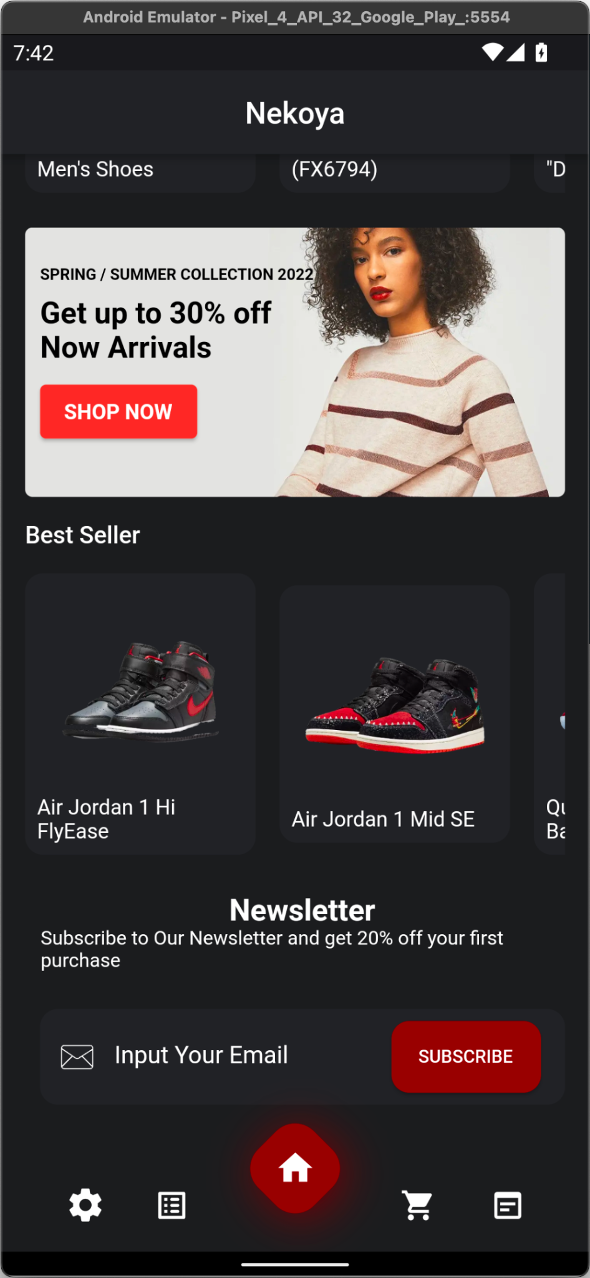 Android Emulator - Pixel_4_API_32_Google_Play_:5554
7:42
Nekoya
Men's Shoes
(FX6794)
"D
SPRING / SUMMER COLLECTION 2022
Get up to 30% off
Now Arrivals
SHOP NOW
Best Seller
Air Jordan 1 Hi
FlyEase
Air Jordan 1 Mid SE
Qu
Ba
Newsletter
Subscribe to Our Newsletter and get 20% off your first
purchase
Input Your Email
SUBSCRIBE